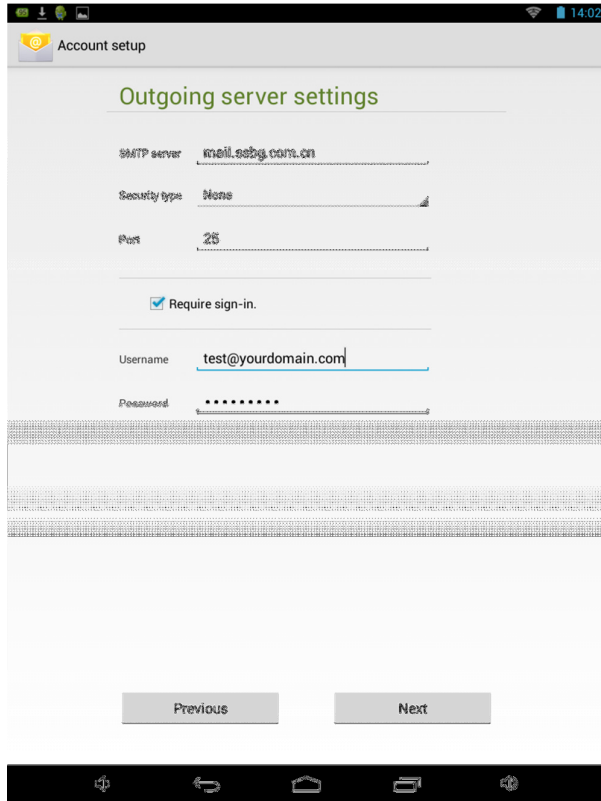 14:02
Account setup
Outgoing server settings
SMTP server mail.ssbg.com.cn
Security type None
Port 25
Require sign-in.
Username test@yourdomain.com
Password •••••••••
Previous Next